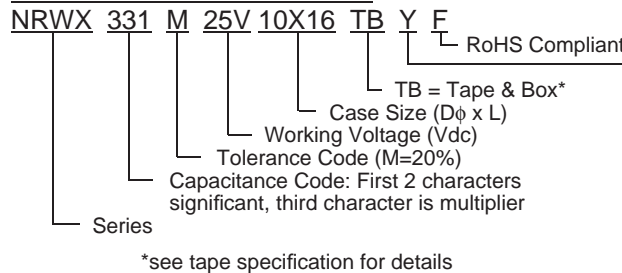 NRWX 331 M 25V 10X16 TB Y F
RoHS Compliant
TB = Tape & Box*
Case Size (Dϕ x L)
Working Voltage (Vdc)
Tolerance Code (M=20%)
Capacitance Code: First 2 characters
significant, third character is multiplier
Series
*see tape specification for details